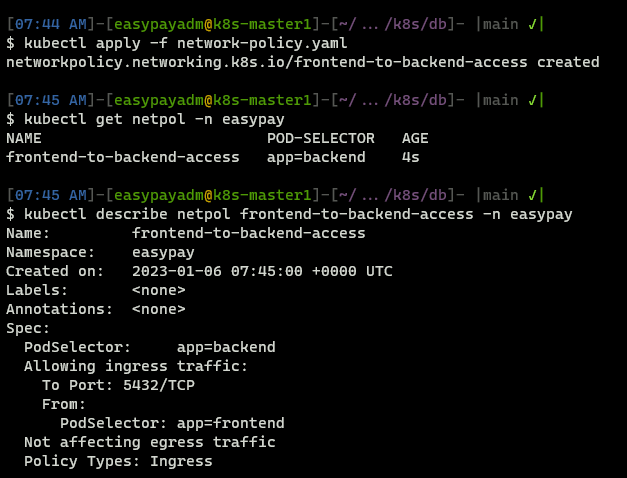 [07:44 AM]-[easypayadm@k8s-master1]-[~/.../k8s/db]- |main ✓|
$ kubectl apply -f network-policy.yaml
networkpolicy.networking.k8s.io/frontend-to-backend-access created
[07:45 AM]-[easypayadm@k8s-master1]-[~/.../k8s/db]- |main ✓|
$ kubectl get netpol -n easypay
NAME                         POD-SELECTOR   AGE
frontend-to-backend-access   app=backend    4s
[07:45 AM]-[easypayadm@k8s-master1]-[~/.../k8s/db]- |main ✓|
$ kubectl describe netpol frontend-to-backend-access -n easypay
Name:         frontend-to-backend-access
Namespace:    easypay
Created on:   2023-01-06 07:45:00 +0000 UTC
Labels:       <none>
Annotations:  <none>
Spec:
  PodSelector:     app=backend
  Allowing ingress traffic:
    To Port: 5432/TCP
    From:
      PodSelector: app=frontend
  Not affecting egress traffic
  Policy Types: Ingress